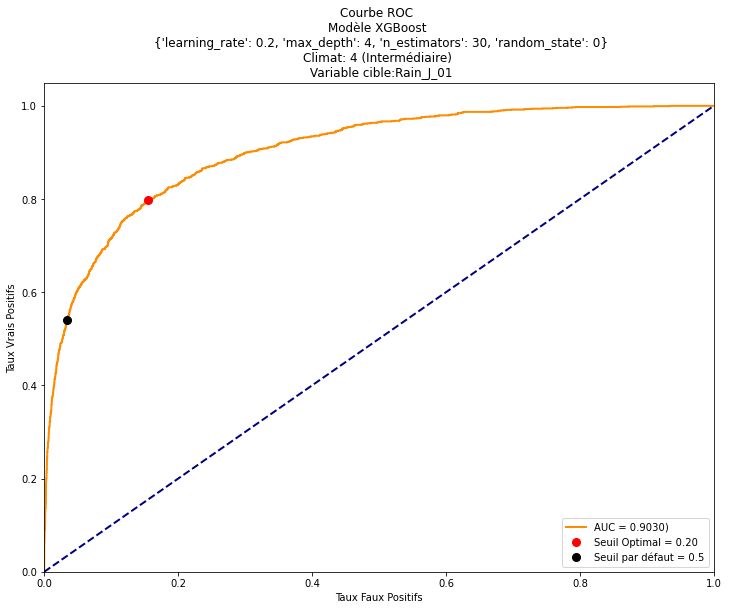 Courbe ROC
Modèle XGBoost
{'learning_rate': 0.2, 'max_depth': 4, 'n_estimators': 30, 'random_state': 0}
Climat: 4 (Intermédiaire)
Variable cible:Rain_J_01
1.0
0.8
0.6
0.4
0.2
0.0
Taux Vrais Positifs
0.0 0.2 0.4 0.6 0.8 1.0
Taux Faux Positifs
AUC = 0.9030)
Seuil Optimal = 0.20
Seuil par défaut = 0.5